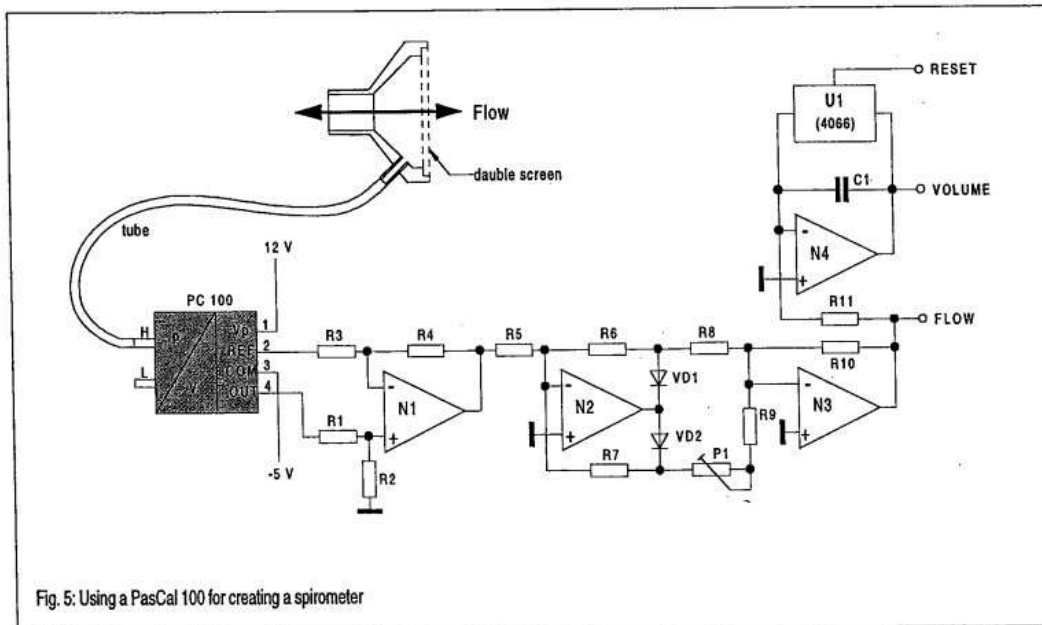 RESET
U1
(4066)
Flow
C1
VOLUME
dauble screen
N4
tube
12 V
PC 100
R11
FLOW
H
P
Vp
1
REF
2
R3
R4
R5
R6
R8
R10
L
COM
3
OUT
4
VD1
N1
N2
N3
R1
R9
VD2
-5 V
R2
R7
P1
Fig. 5: Using a PasCal 100 for creating a spirometer